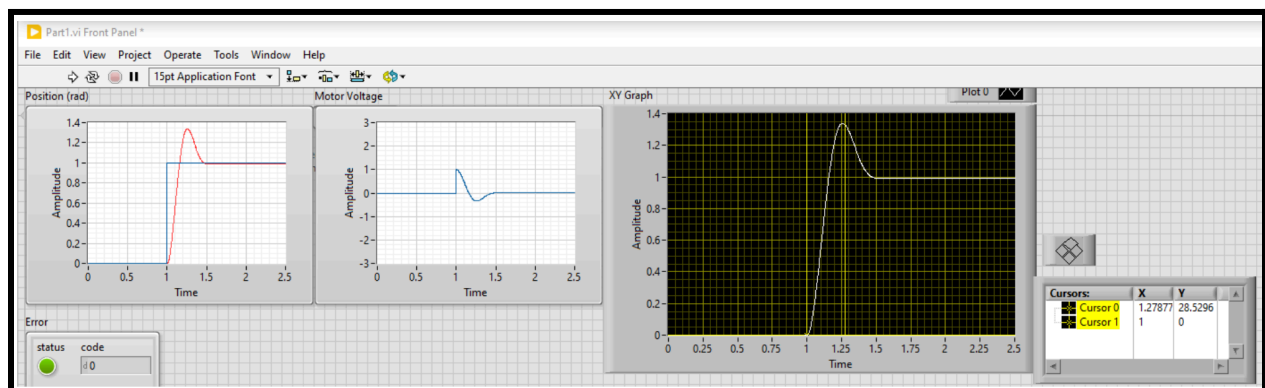 Part1.vi Front Panel *
File Edit View Project Operate Tools Window Help
15pt Application Font
Position (rad)
1.4
1.2
1
0.8
0.6
0.4
0.2
0
Amplitude
0 0.5 1 1.5 2 2.5
Time
Motor Voltage
3
2
1
0
-1
-2
-3
Amplitude
0 0.5 1 1.5 2 2.5
Time
XY Graph
Plot 0
1.4
1.2
1
0.8
0.6
0.4
0.2
0
Amplitude
0 0.25 0.5 0.75 1 1.25 1.5 1.75 2 2.25 2.5
Time
Cursors: X Y
Cursor 0 1.27877 28.5296
Cursor 1 1 0
Error
status code
d 0